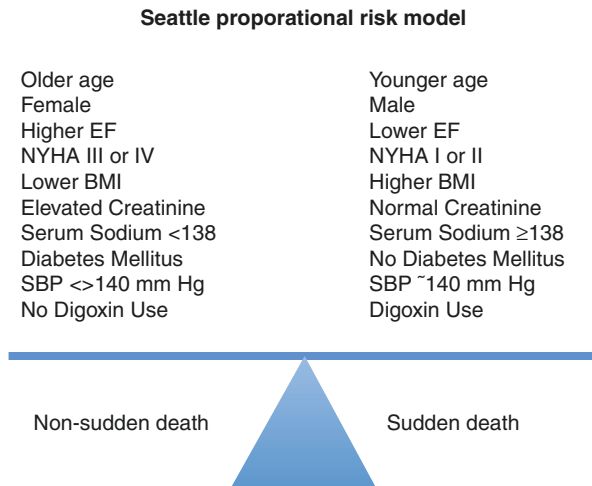 Seattle proporational risk model
Older age
Female
Higher EF
NYHA III or IV
Lower BMI
Elevated Creatinine
Serum Sodium <138
Diabetes Mellitus
SBP <>140 mm Hg
No Digoxin Use
Younger age
Male
Lower EF
NYHA I or II
Higher BMI
Normal Creatinine
Serum Sodium ≥138
No Diabetes Mellitus
SBP ˜140 mm Hg
Digoxin Use
Non-sudden death
Sudden death